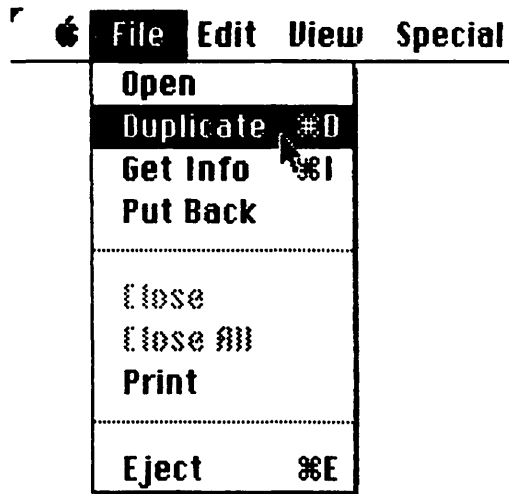 File Edit View Special
Open
Duplicate ⌘D
Get Info ⌘I
Put Back
Close
Close All
Print
Eject ⌘E